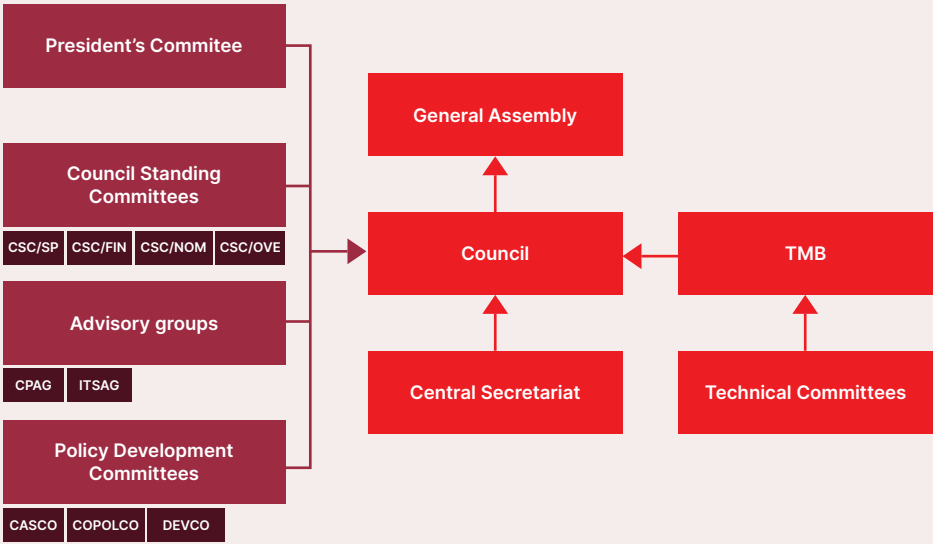 President’s Commitee
Council Standing
Committees
CSC/SP
CSC/FIN
CSC/NOM
CSC/OVE
Advisory groups
CPAG
ITSAG
Policy Development
Committees
CASCO
COPOLCO
DEVCO
General Assembly
Council
TMB
Central Secretariat
Technical Committees